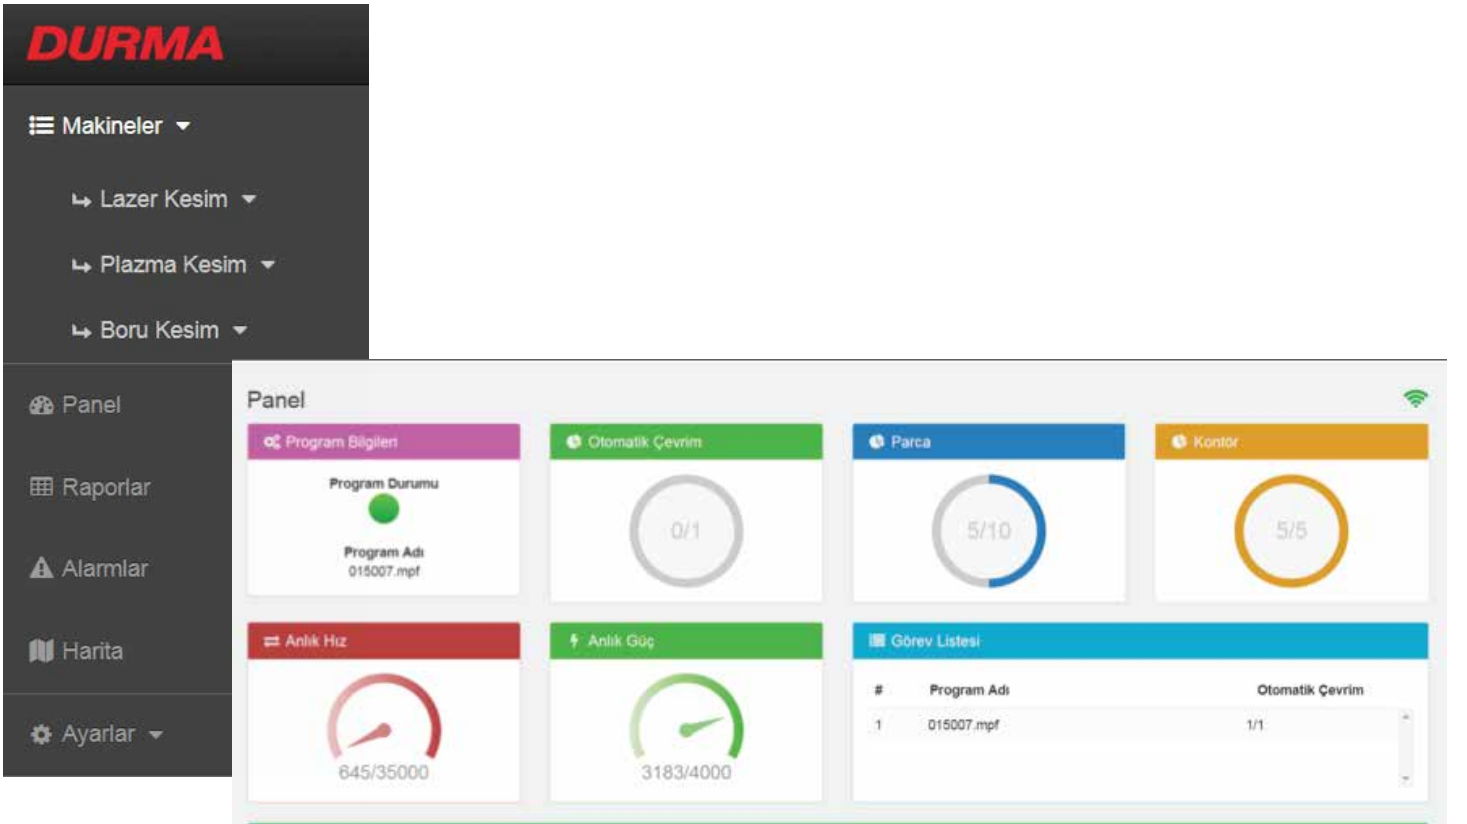 DURMA
Makineler
Lazer Kesim
Plazma Kesim
Boru Kesim
Panel
Raporlar
Alarmlar
Harita
Ayarlar
Panel
Program Bilgileri
Program Durumu
Program Adı
015007.mpf
Otomatik Çevrim
0/1
Parca
5/10
Kontör
5/5
Anlık Hız
645/35000
Anlık Güç
3183/4000
Görev Listesi
# Program Adı Otomatik Çevrim
1 015007.mpf 1/1